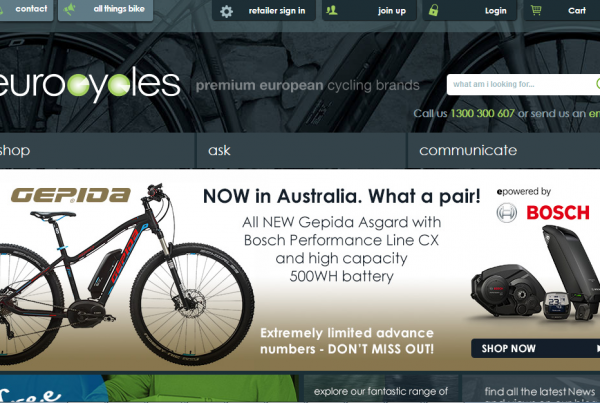 contact
all things bike
retailer sign in
join up
Login
Cart
eurocycles
premium european cycling brands
what am i looking for...
Call us 1300 300 607 or send us an
shop
ask
communicate
GEPIDA
NOW in Australia. What a pair!
All NEW Gepida Asgard with
Bosch Performance Line CX
and high capacity
500WH battery
epowered by
BOSCH
Extremely limited advance
numbers - DON'T MISS OUT!
SHOP NOW
free
explore our fantastic range of
find all the latest News